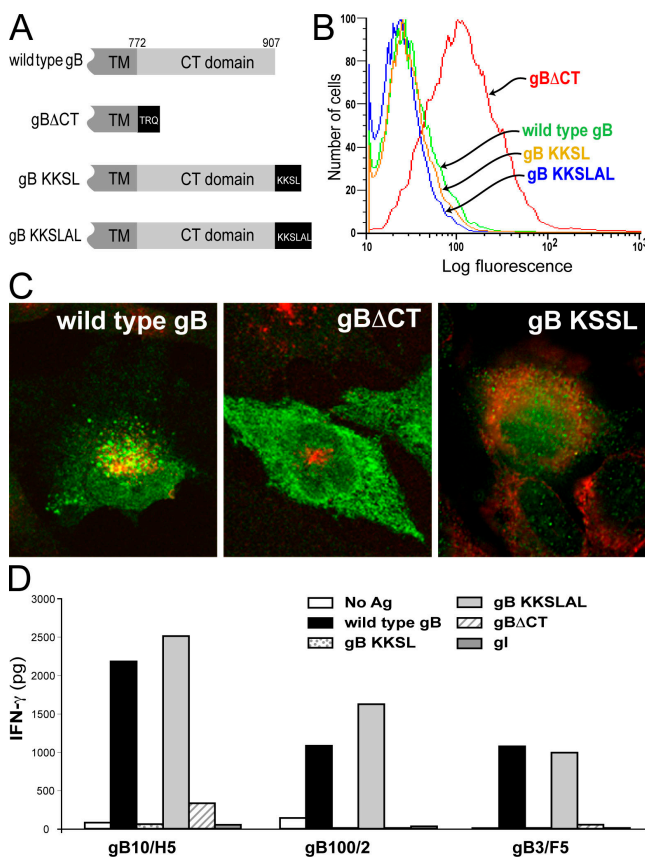 A
772
907
wild type gB
TM
CT domain
gBΔCT
TM
TRQ
gB KKSL
TM
CT domain
KKSL
gB KKSLAL
TM
CT domain
KKSLAL
B
Number of cells
100
80
60
40
20
0
gBΔCT
wild type gB
gB KKSL
gB KKSLAL
10
100
10²
10³
Log fluorescence
C
wild type gB
gBΔCT
gB KSSL
D
IFN-γ (pg)
3000
2500
2000
1500
1000
500
0
No Ag
wild type gB
gB KKSL
gB KKSLAL
gBΔCT
gI
gB10/H5
gB100/2
gB3/F5